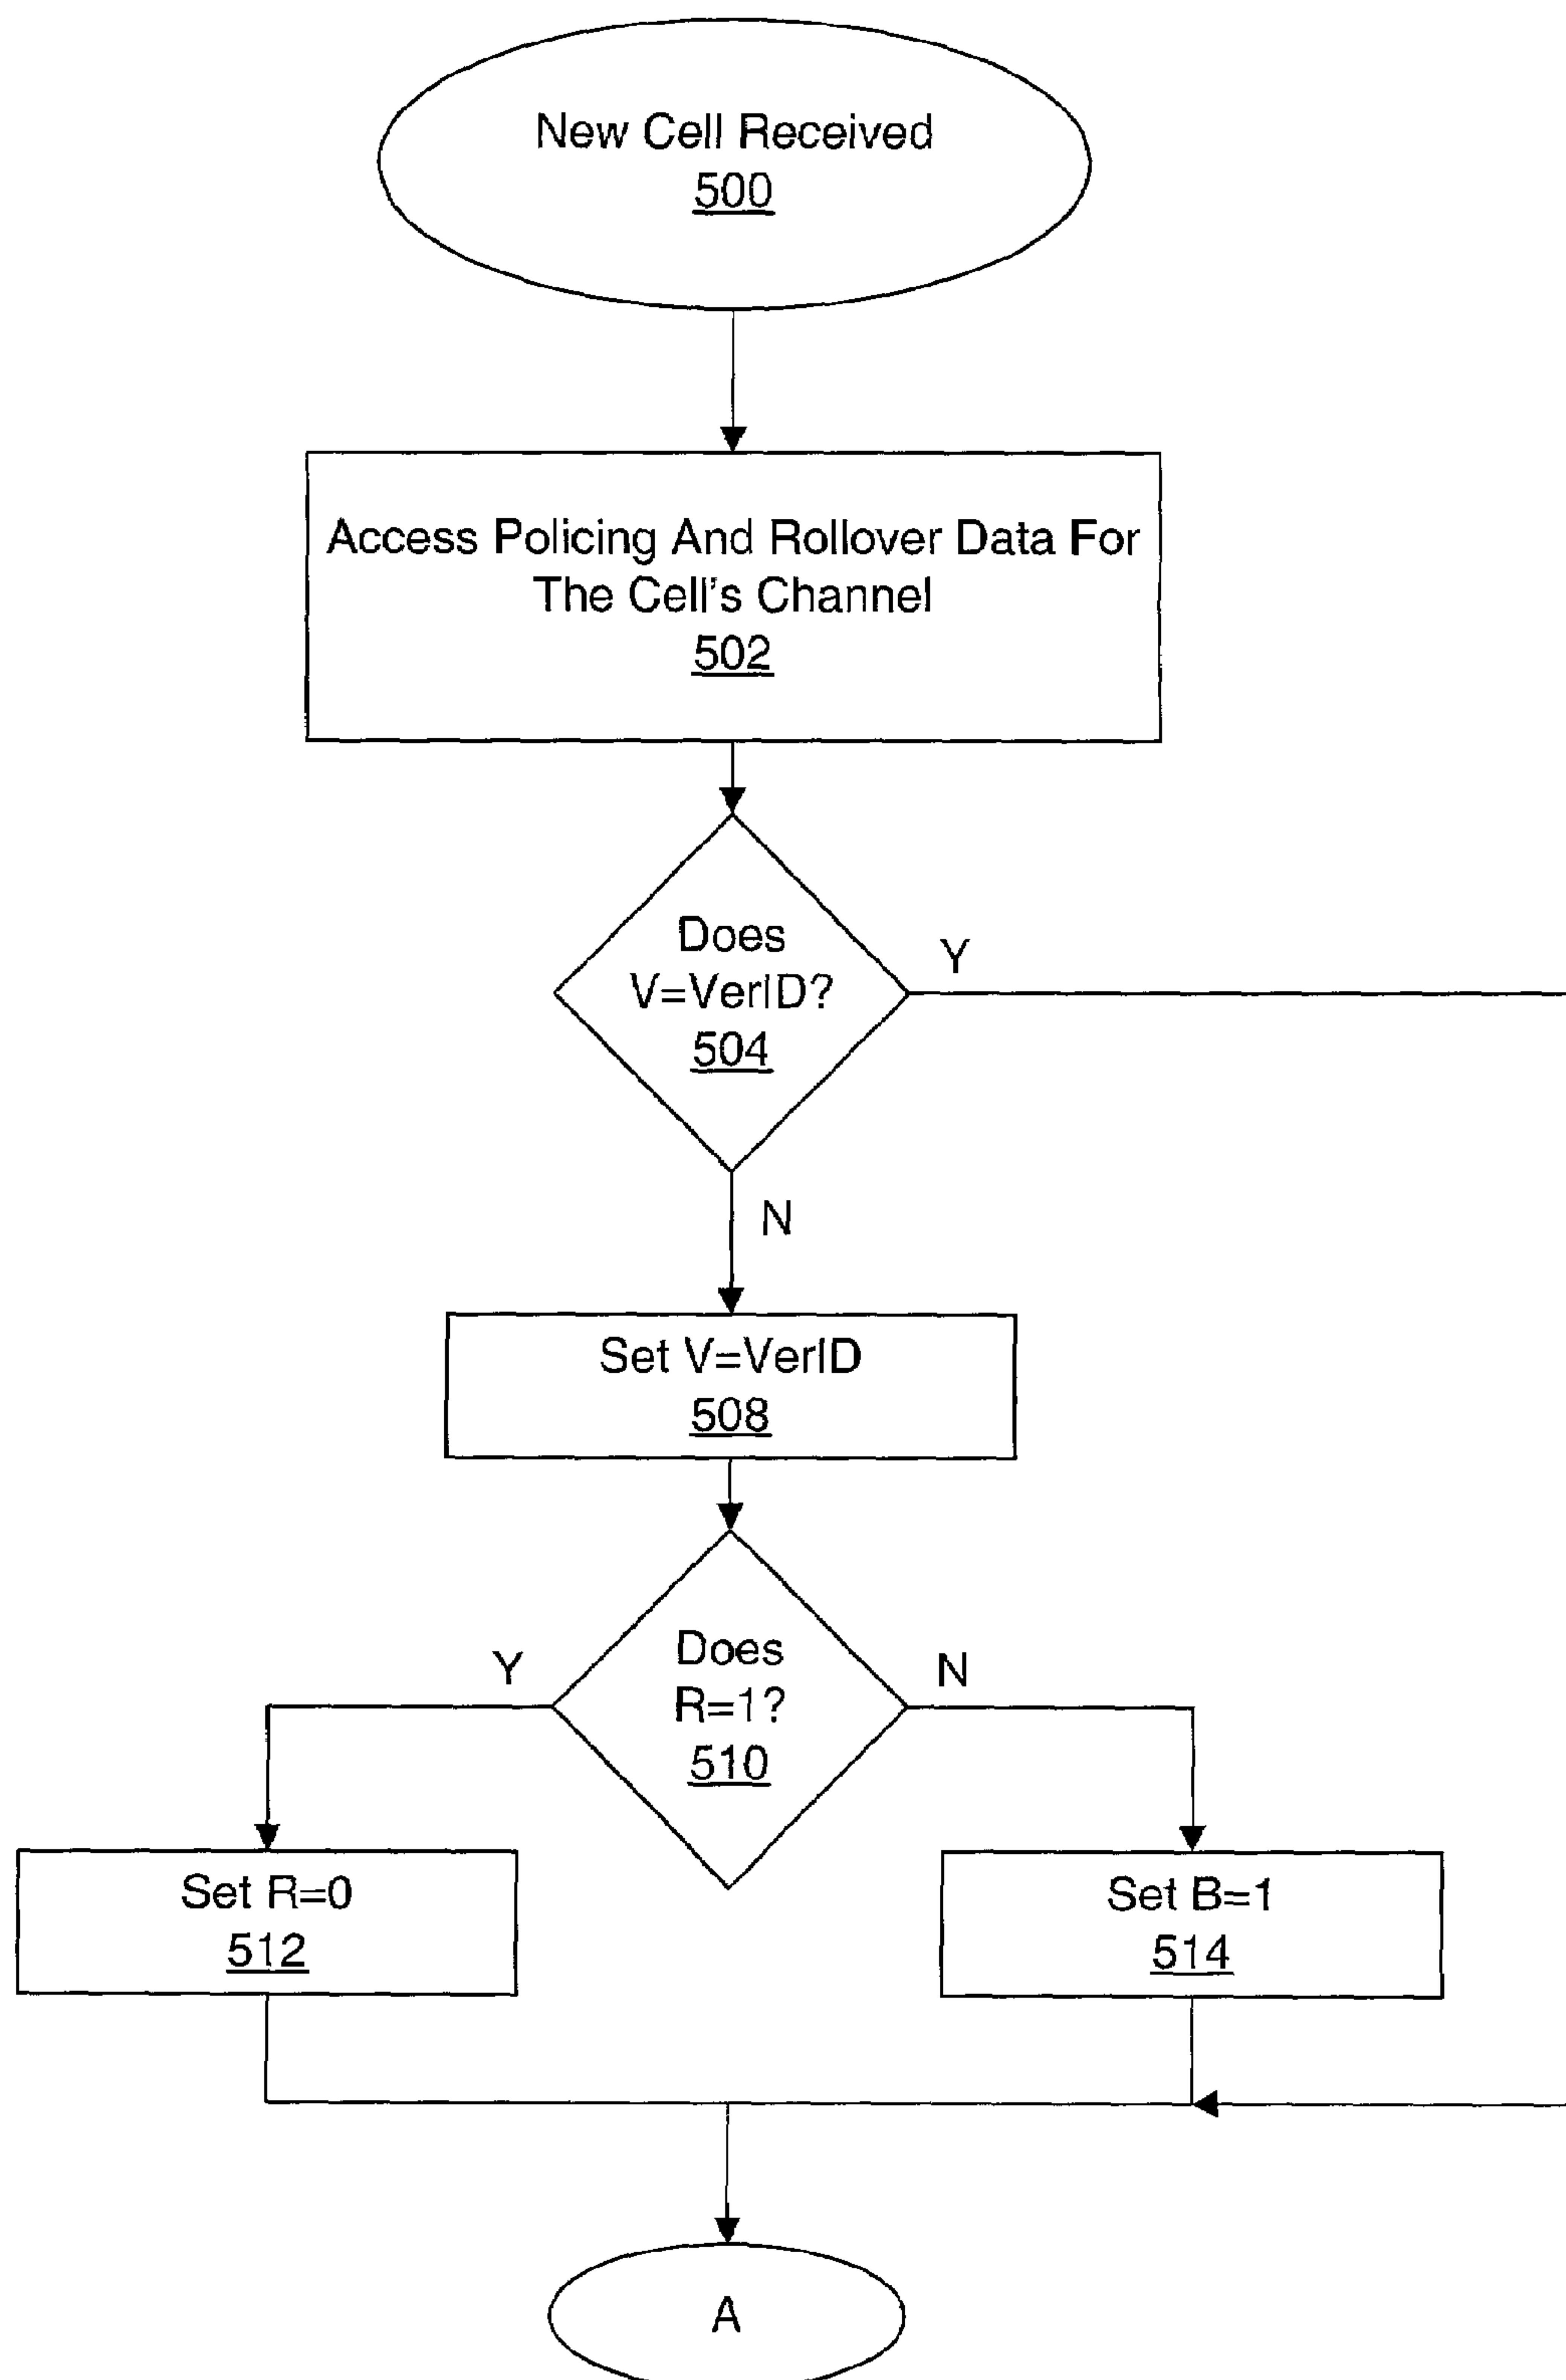 New Cell Received
500
Access Policing And Rollover Data For
The Cell's Channel
502
Does
V=VerID?
504
Y
N
Set V=VerID
508
Does
R=1?
510
Y
N
Set R=0
512
Set B=1
514
A